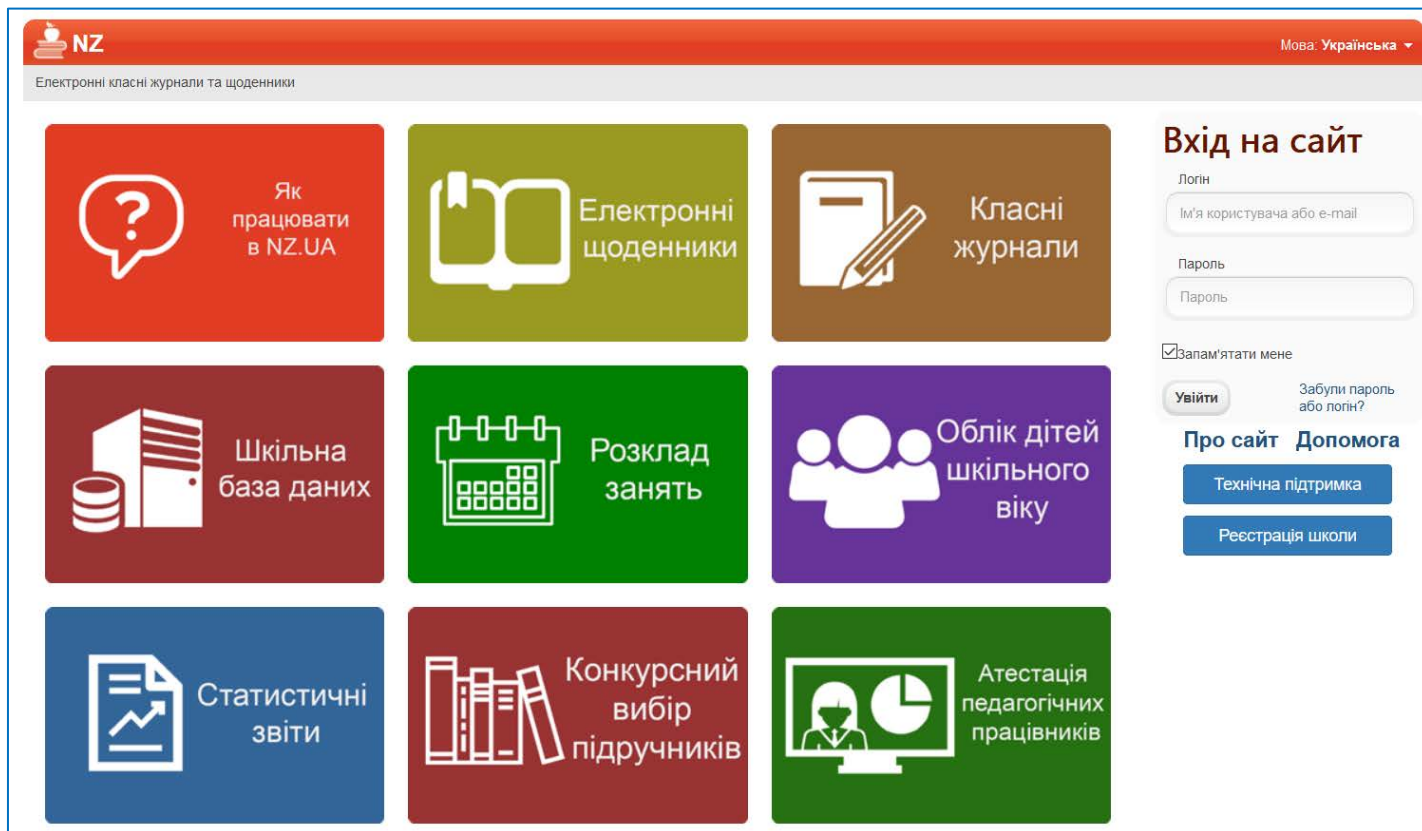 NZ
Мова: Українська
Електронні класні журнали та щоденники
Як
працювати
в NZ.UA
Електронні
щоденники
Класні
журнали
Шкільна
база даних
Розклад
занять
Облік дітей
шкільного
віку
Статистичні
звіти
Конкурсний
вибір
підручників
Атестація
педагогічних
працівників
Вхід на сайт
Логін
Ім'я користувача або e-mail
Пароль
Пароль
Запам'ятати мене
Увійти
Забули пароль
або логін?
Про сайт Допомога
Технічна підтримка
Реєстрація школи